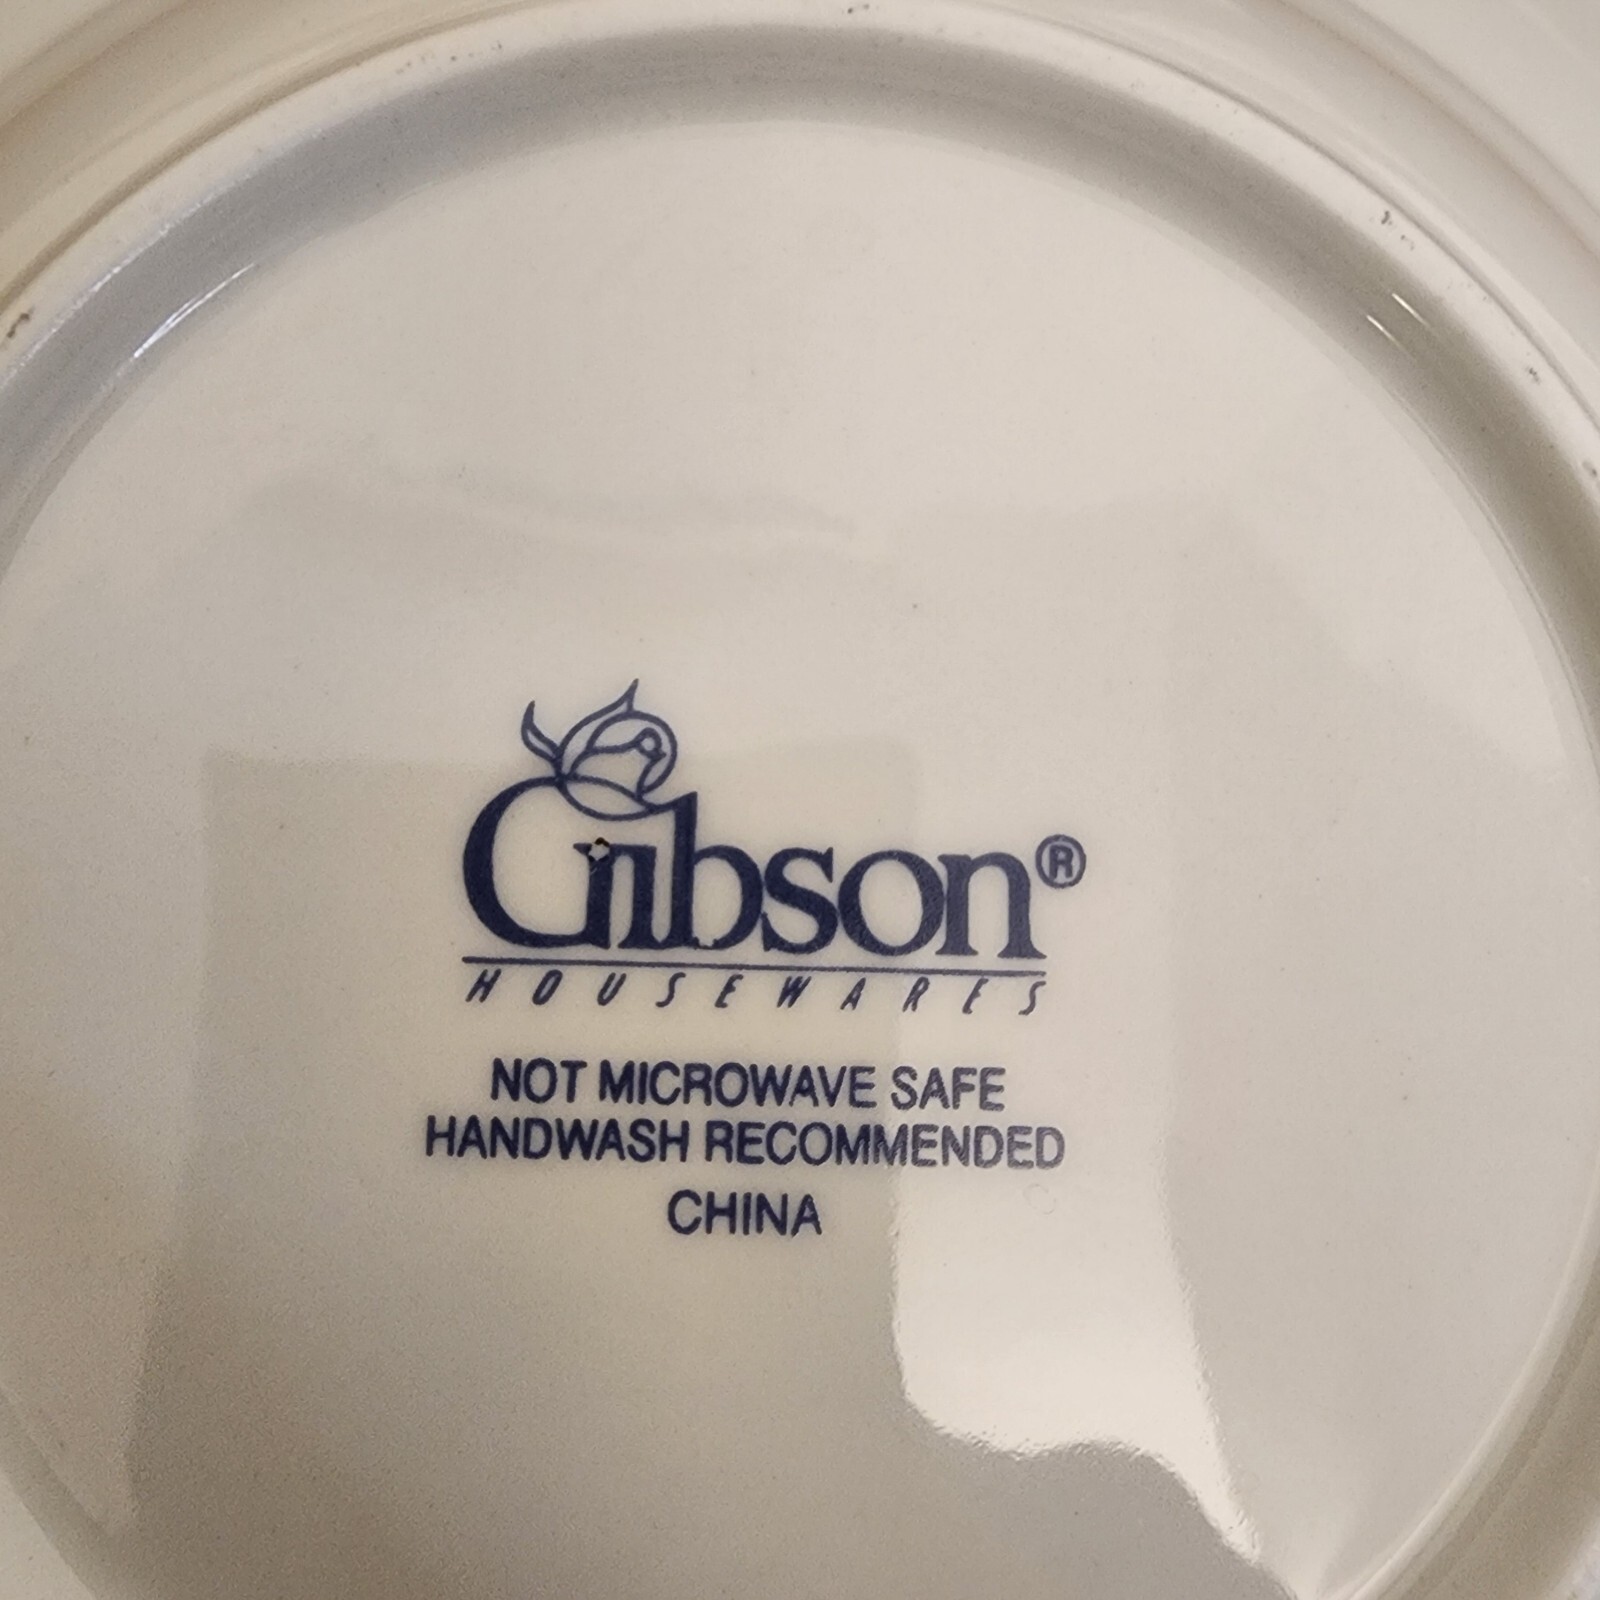 Gibson®
HOUSEWARES
NOT MICROWAVE SAFE
HANDWASH RECOMMENDED
CHINA